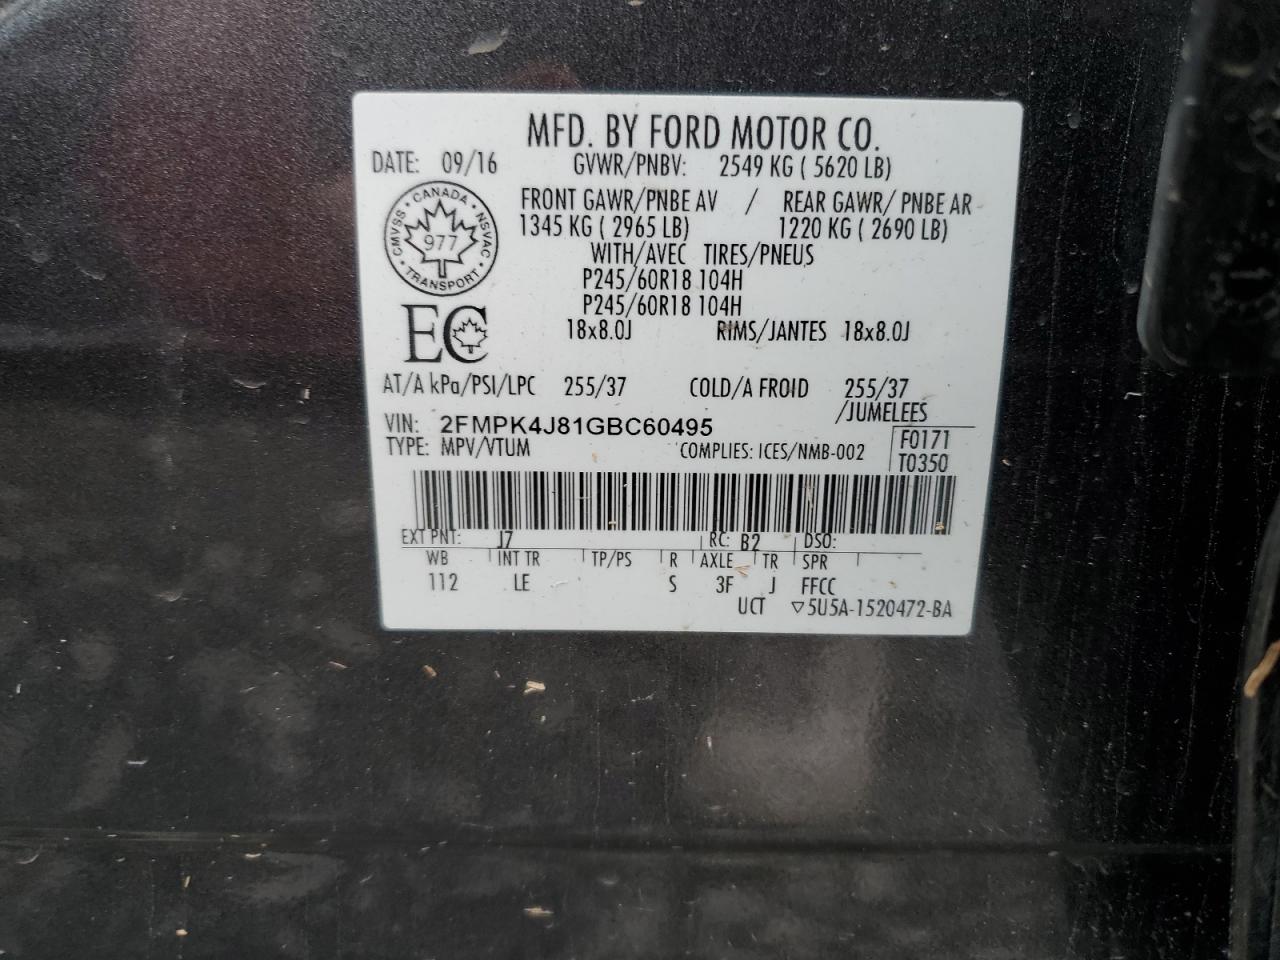 MFD. BY FORD MOTOR CO.
DATE: 09/16 GVWR/PNBV: 2549 KG ( 5620 LB)
FRONT GAWR/PNBE AV / REAR GAWR/ PNBE AR
1345 KG ( 2965 LB) 1220 KG ( 2690 LB)
WITH/AVEC TIRES/PNEUS
P245/60R18 104H
P245/60R18 104H
18x8.0J RIMS/JANTES 18x8.0J
CANADA
CMVSS 977 NSVAC
TRANSPORT
EC
AT/A kPa/PSI/LPC 255/37 COLD/A FROID 255/37
/JUMELEES
VIN: 2FMPK4J81GBC60495
F0171
TYPE: MPV/VTUM COMPLIES: ICES/NMB-002
T0350
EXT PNT: J7 RC: B2 DSO:
WB INT TR TP/PS R AXLE TR SPR
112 LE S 3F J FFCC
UCT ▽5U5A-1520472-BA